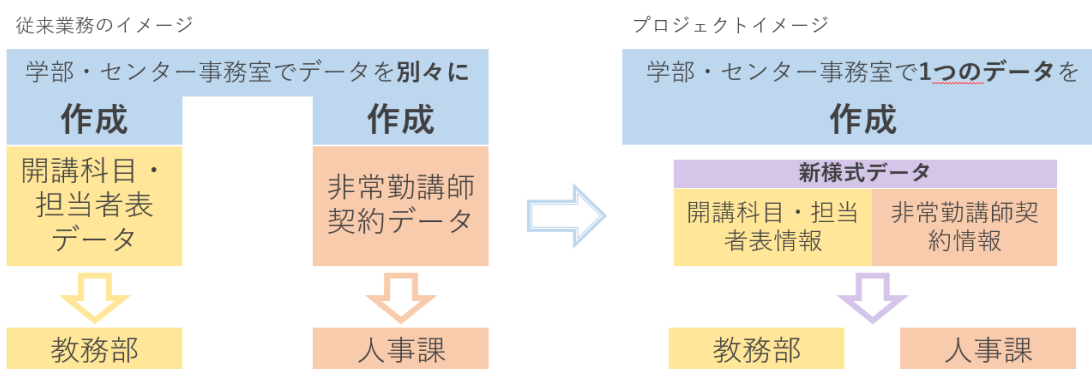 従来業務のイメージ
学部・センター事務室でデータを別々に
作成
作成
開講科目・
担当者表
データ
非常勤講師
契約データ
教務部
人事課
プロジェクトイメージ
学部・センター事務室で1つのデータを
作成
新様式データ
開講科目・担当
者表情報
非常勤講師契
約情報
教務部
人事課